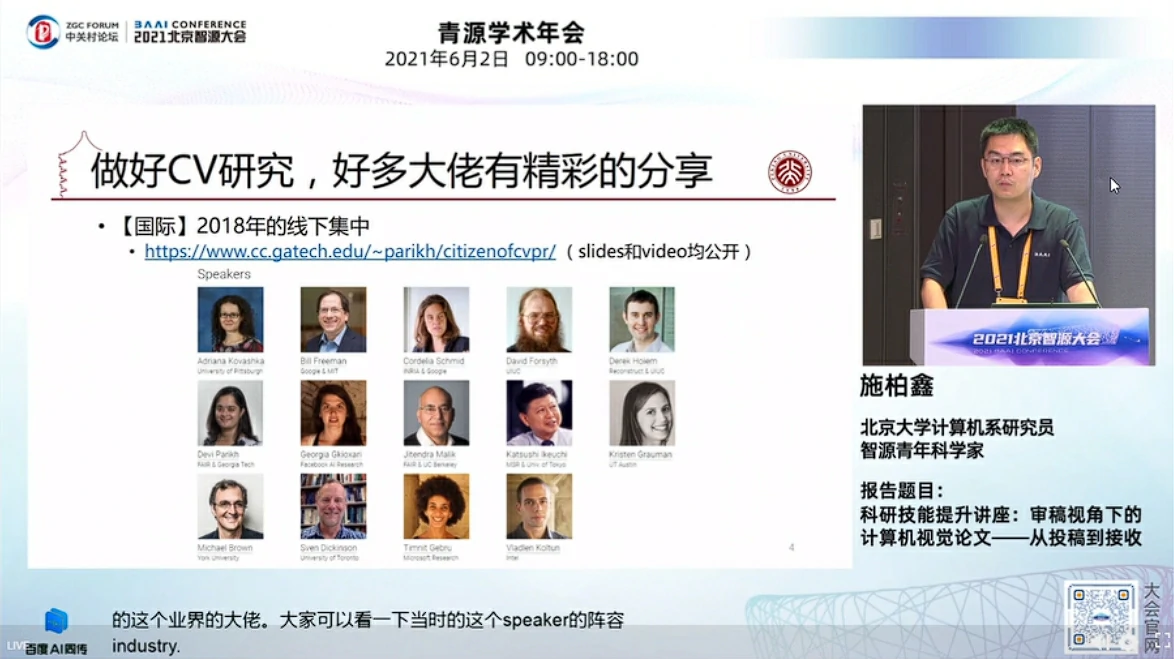 ZGC FORUM
中关村论坛
BAAI CONFERENCE
2021北京智源大会
青源学术年会
2021年6月2日 09:00-18:00
做好CV研究，好多大佬有精彩的分享
• 【国际】2018年的线下集中
• https://www.cc.gatech.edu/~parikh/citizenofcvpr/（slides和video均公开）
Speakers
Adriana Kovashka
University of Pittsburgh
Bill Freeman
Google & MIT
Cordelia Schmid
INRIA & Google
David Forsyth
UIUC
Derek Hoiem
Reconstruct & UIUC
Devi Parikh
FAIR & Georgia Tech
Georgia Gkioxari
Facebook AI Research
Jitendra Malik
FAIR & UC Berkeley
Katsushi Ikeuchi
MSR & Univ of Tokyo
Kristen Grauman
UT Austin
Michael Brown
York University
Sven Dickinson
University of Toronto
Timnit Gebru
Microsoft Research
Vladlen Koltun
Intel
4
BAAI
2021北京智源大会
2021 BAAI CONFERENCE
施柏鑫
北京大学计算机系研究员
智源青年科学家
报告题目：
科研技能提升讲座：审稿视角下的
计算机视觉论文——从投稿到接收
的这个业界的大佬。大家可以看一下当时的这个speaker的阵容
industry.
LIVE
百度AI同传
大会官网